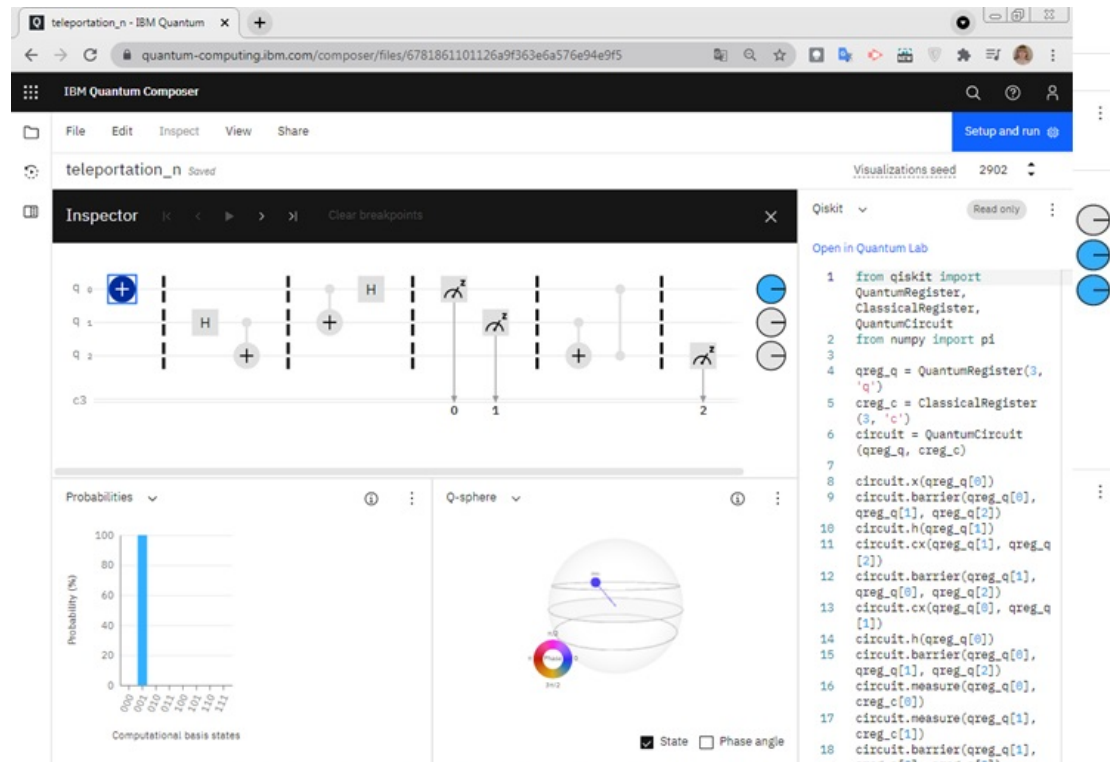 teleportation_n - IBM Quantum
quantum-computing.ibm.com/composer/files/6781861101126a9f363e6a576e94e9f5
IBM Quantum Composer
File Edit Inspect View Share
Setup and run
teleportation_n Saved
Visualizations seed 2902
Inspector
Clear breakpoints
q 0
H
z
q 1
H
z
q 2
z
c3
0 1 2
Qiskit
Read only
Open in Quantum Lab
1 from qiskit import
QuantumRegister,
ClassicalRegister,
QuantumCircuit
2 from numpy import pi
3
4 qreg_q = QuantumRegister(3,
'q')
5 creg_c = ClassicalRegister
(3, 'c')
6 circuit = QuantumCircuit
(qreg_q, creg_c)
7
8 circuit.x(qreg_q[0])
9 circuit.barrier(qreg_q[0],
qreg_q[1], qreg_q[2])
10 circuit.h(qreg_q[1])
11 circuit.cx(qreg_q[1], qreg_q
[2])
12 circuit.barrier(qreg_q[1],
qreg_q[0], qreg_q[2])
13 circuit.cx(qreg_q[0], qreg_q
[1])
14 circuit.h(qreg_q[0])
15 circuit.barrier(qreg_q[0],
qreg_q[1], qreg_q[2])
16 circuit.measure(qreg_q[0],
creg_c[0])
17 circuit.measure(qreg_q[1],
creg_c[1])
18 circuit.barrier(qreg_q[1],
Probabilities
Probability (%)
100
80
60
40
20
0
000 001 010 011 100 101 110 111
Computational basis states
Q-sphere
π/2
Phase
0
3π/2
State Phase angle